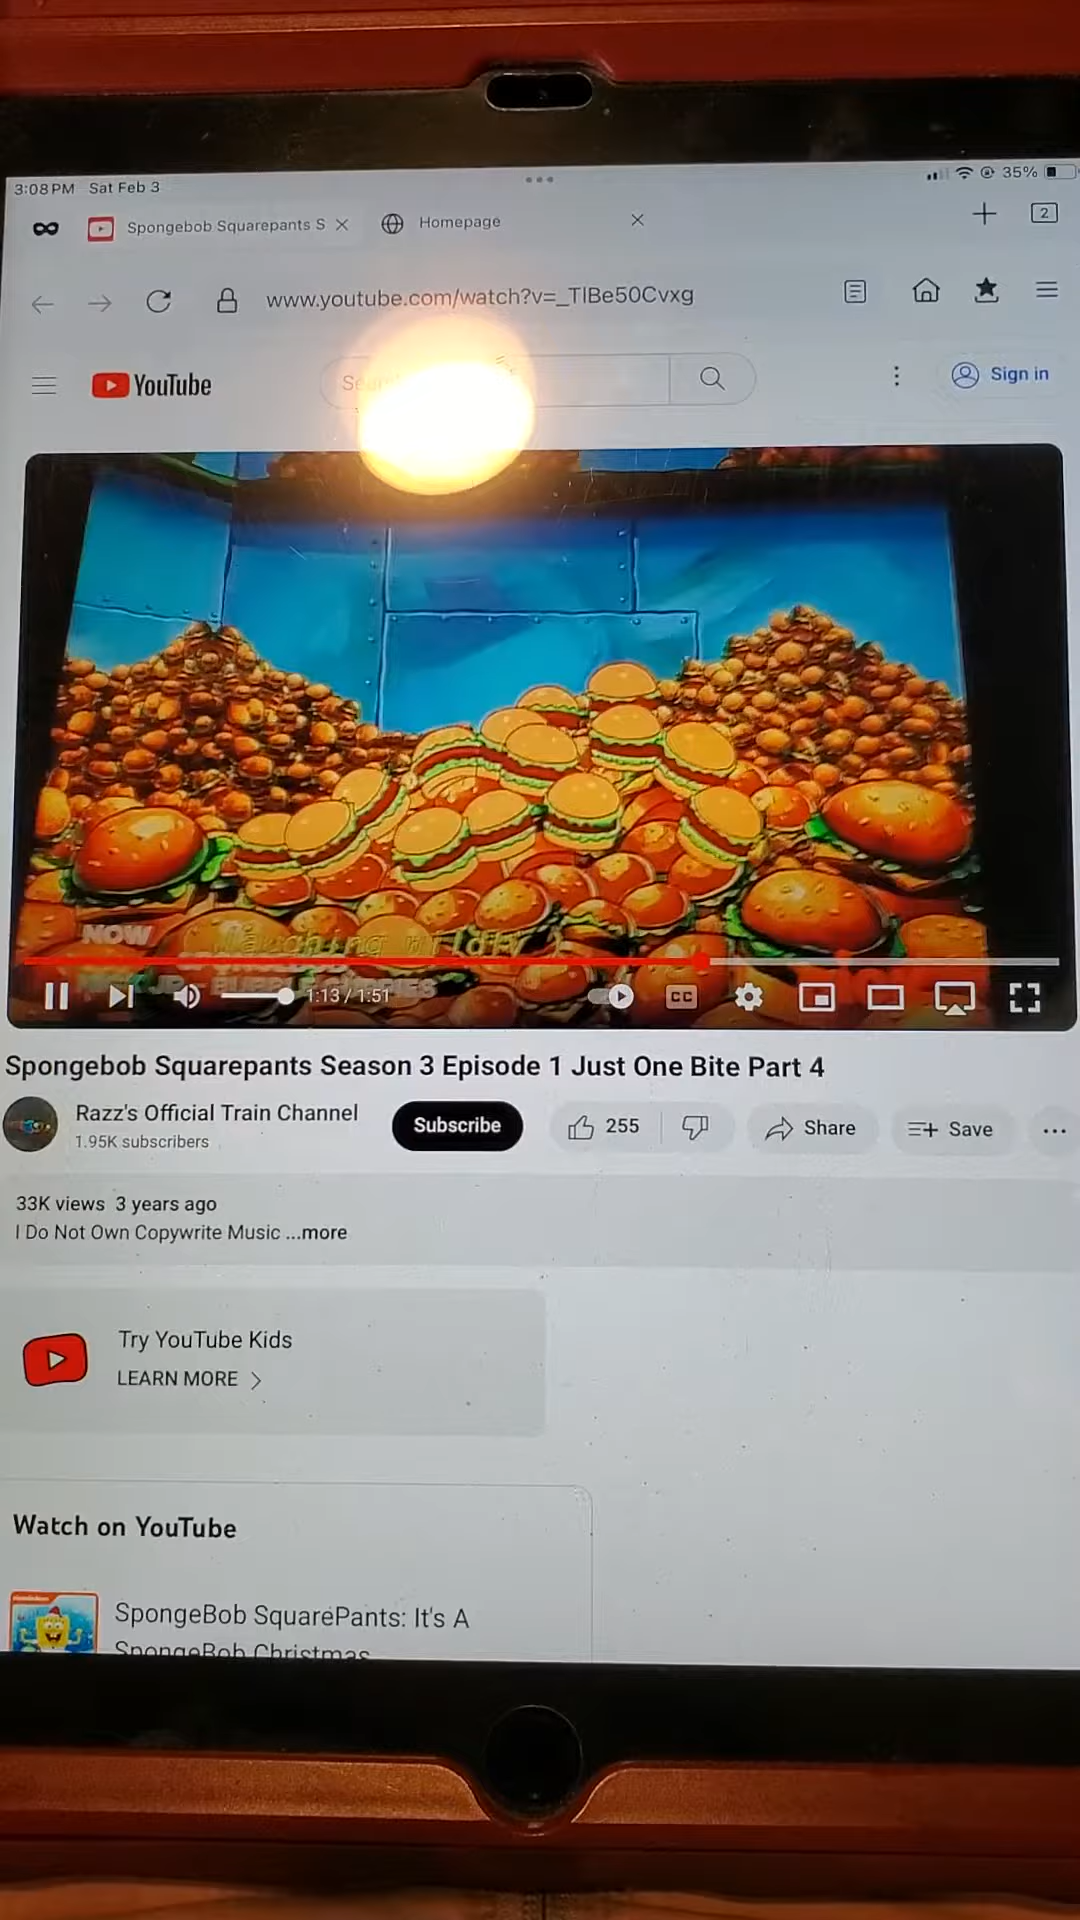 3:08 PM Sat Feb 3
35%
Spongebob Squarepants S
Homepage
2
www.youtube.com/watch?v=_TlBe50Cvxg
YouTube
Sign in
Laughing wildly )
NOW
1:13 / 1:51
CC
Spongebob Squarepants Season 3 Episode 1 Just One Bite Part 4
Razz's Official Train Channel
1.95K subscribers
Subscribe
255
Share
Save
33K views 3 years ago
I Do Not Own Copywrite Music ...more
Try YouTube Kids
LEARN MORE
Watch on YouTube
SpongeBob SquarePants: It's A
SpongeBob Christmas